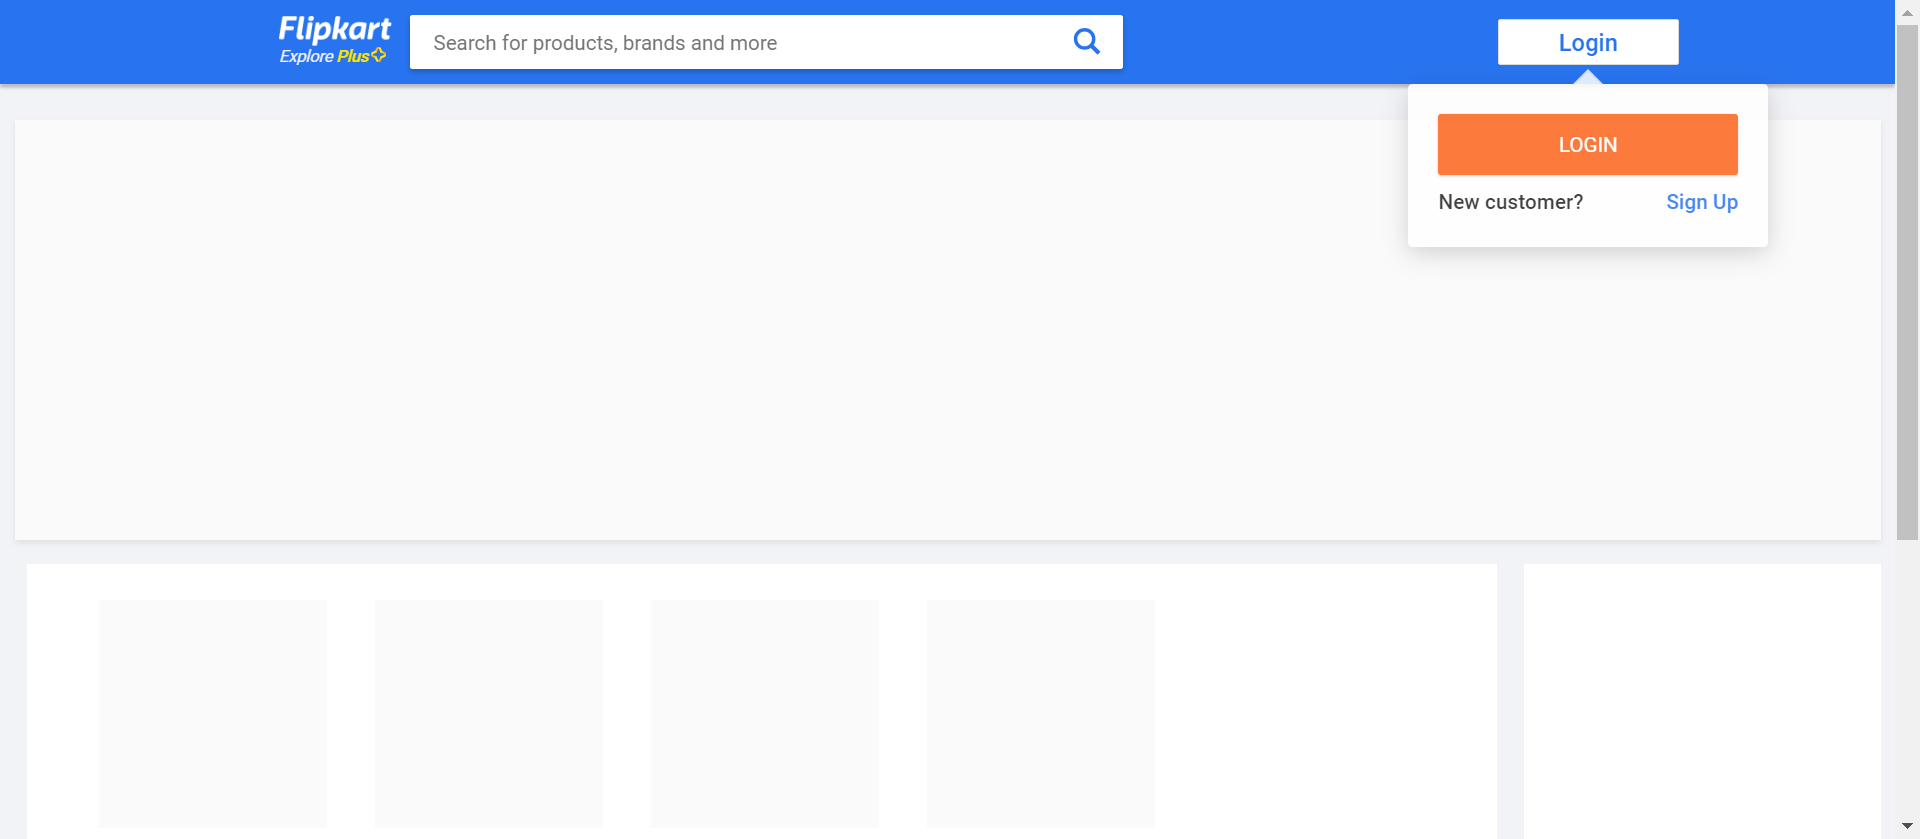 Flipkart
Explore Plus
Search for products, brands and more
Login
LOGIN
New customer? Sign Up